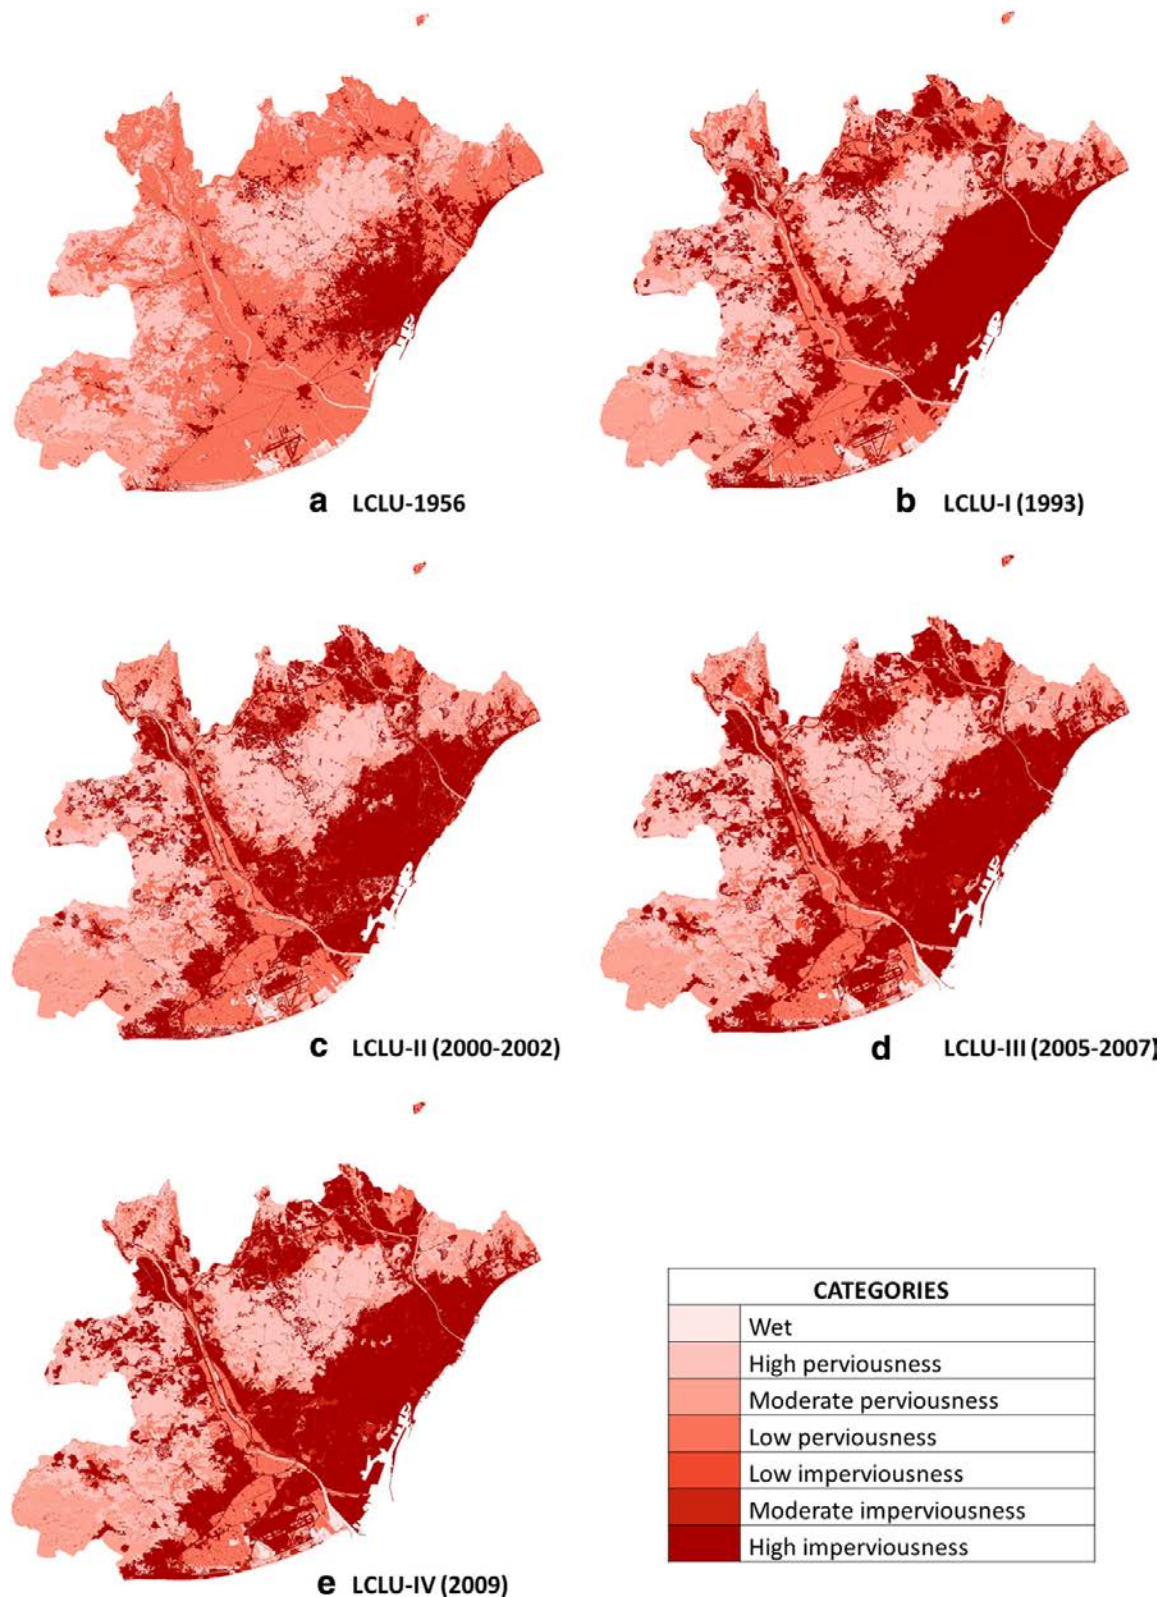 a LCLU-1956
b LCLU-I (1993)
c LCLU-II (2000-2002)
d LCLU-III (2005-2007)
CATEGORIES
Wet
High perviousness
Moderate perviousness
Low perviousness
Low imperviousness
Moderate imperviousness
High imperviousness
e LCLU-IV (2009)